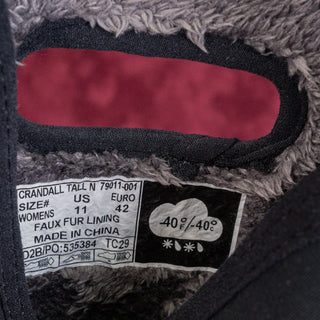 CRANDALL TALL N 79011-001
SIZE# US EURO
WOMENS 11 42
FAUX FUR LINING
MADE IN CHINA
D2B/PO:535384 TC29
-40°F/-40°C